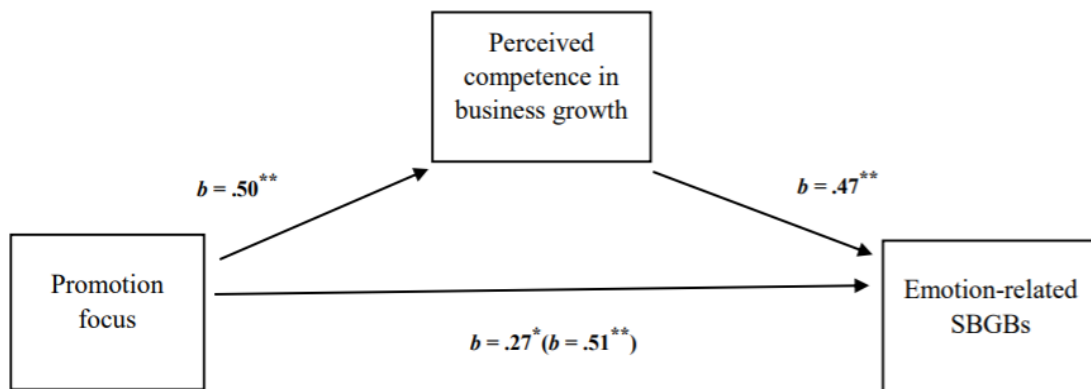 Perceived
competence in
business growth
b = .50**
b = .47**
Promotion
focus
Emotion-related
SBGBs
b = .27*(b = .51**)